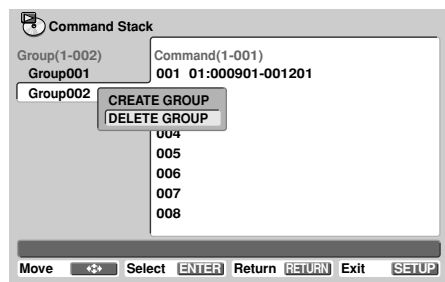 Command Stack
Group(1-002) Command(1-001)
Group001 001 01:000901-001201
Group002
CREATE GROUP
DELETE GROUP
004
005
006
007
008
Move Select ENTER Return RETURN Exit SETUP